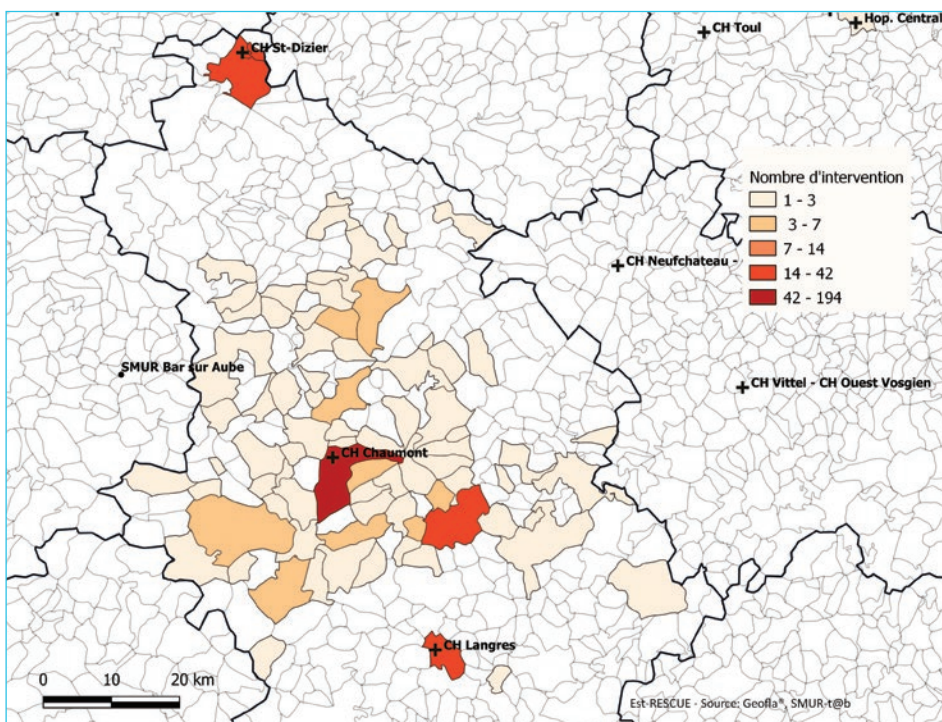 CH St-Dizier
CH Toul
Hop. Central
Nombre d'intervention
1 - 3
3 - 7
7 - 14
14 - 42
42 - 194
CH Neufchateau -
SMUR Bar sur Aube
CH Vittel - CH Ouest Vosgien
CH Chaumont
CH Langres
0 10 20 km
Est-RESCUE - Source: Geofla®, SMUR-t@b